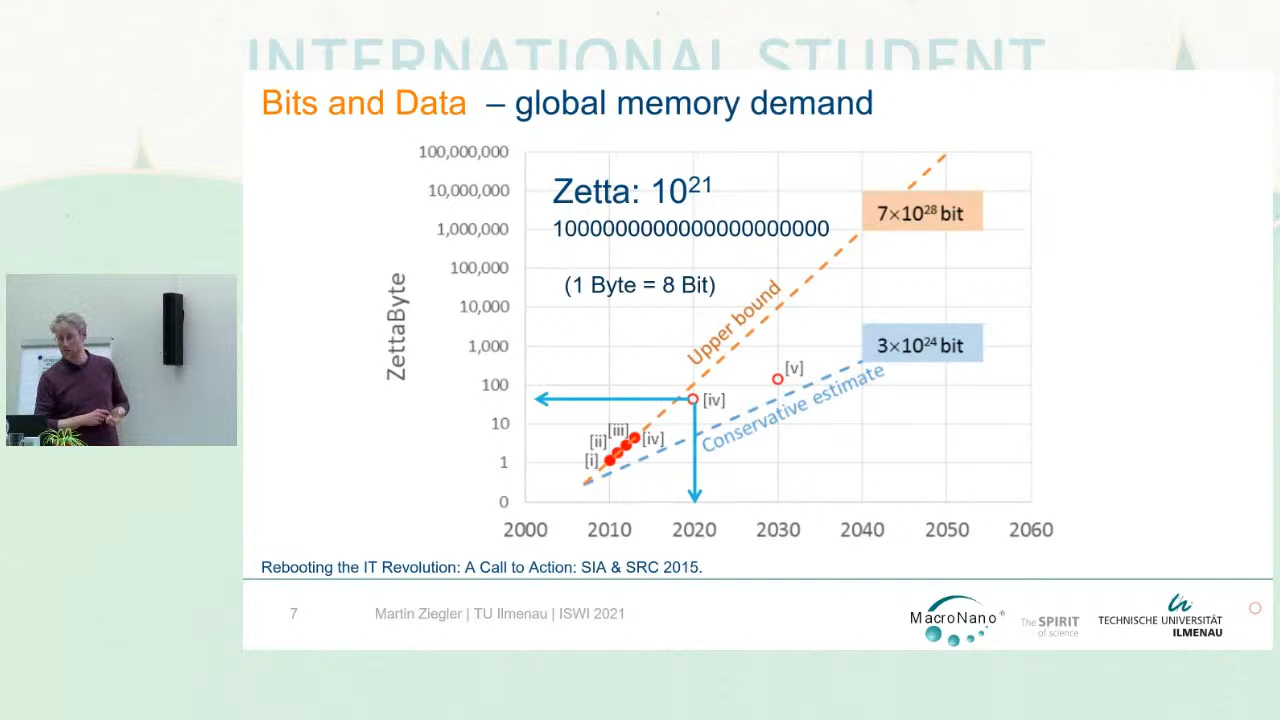 INTERNATIONAL STUDENT
Bits and Data – global memory demand
100,000,000
10,000,000
1,000,000
100,000
10,000
1,000
100
10
1
0
ZettaByte
Zetta: 10²¹
1000000000000000000000
(1 Byte = 8 Bit)
Upper bound
7×10²⁸ bit
3×10²⁴ bit
Conservative estimate
[i]
[ii]
[iii]
[iv]
[iv]
[v]
2000 2010 2020 2030 2040 2050 2060
Rebooting the IT Revolution: A Call to Action: SIA & SRC 2015.
7 Martin Ziegler | TU Ilmenau | ISWI 2021
MacroNano®
The SPIRIT
of science
TECHNISCHE UNIVERSITÄT
ILMENAU